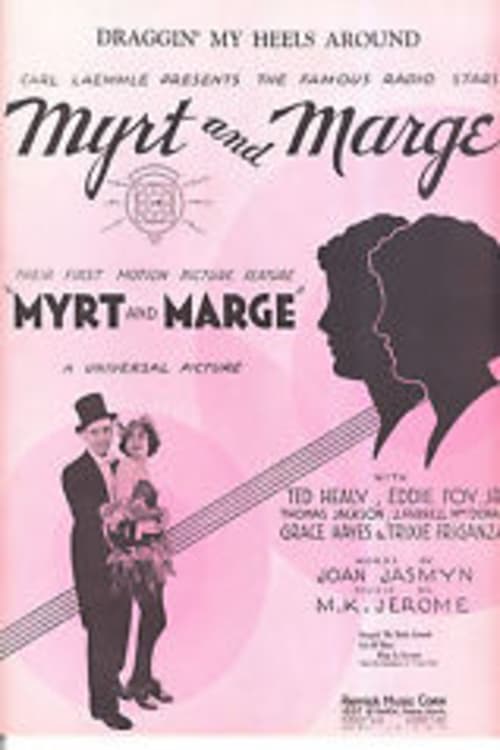 DRAGGIN' MY HEELS AROUND
CARL LAEMMLE PRESENTS THE FAMOUS RADIO STARS
Myrt and Marge
THEIR FIRST MOTION PICTURE FEATURE
"MYRT AND MARGE"
A UNIVERSAL PICTURE
WITH
TED HEALY, EDDIE FOY, JR.
THOMAS JACKSON, J. FARRELL
GRACE HAYES & TRIXIE FRIGANZA
WORDS BY
JOAN JASMYN
MUSIC BY
M.K. JEROME
Remick Music Corp.